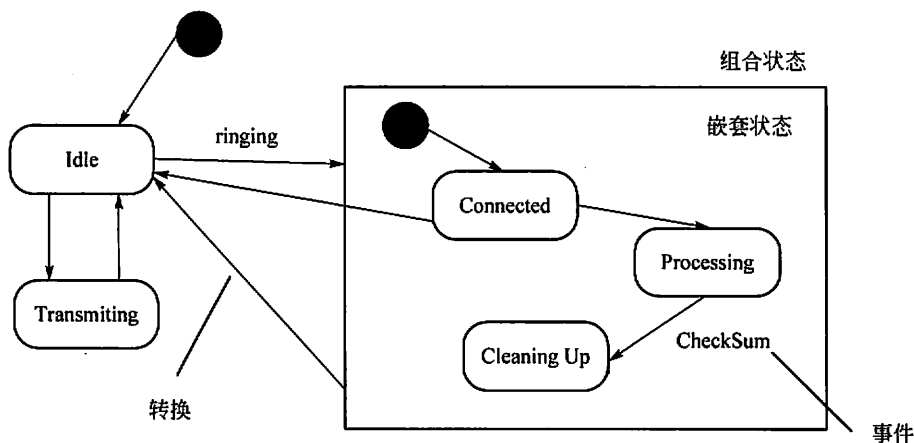 组合状态
嵌套状态
ringing
Idle
Connected
Processing
Transmiting
CheckSum
Cleaning Up
转换
事件